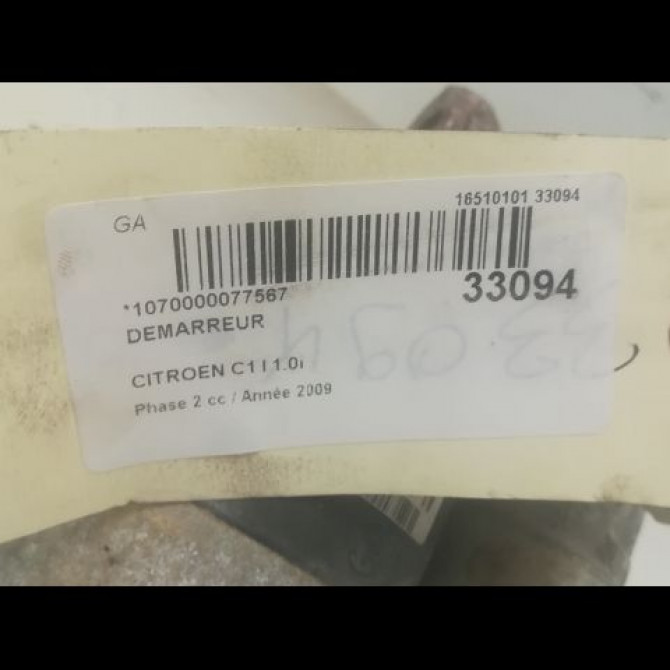 GA
16510101 33094
*1070000077567
33094
DEMARREUR
CITROEN C1 I 1.0i
Phase 2 cc / Année 2009